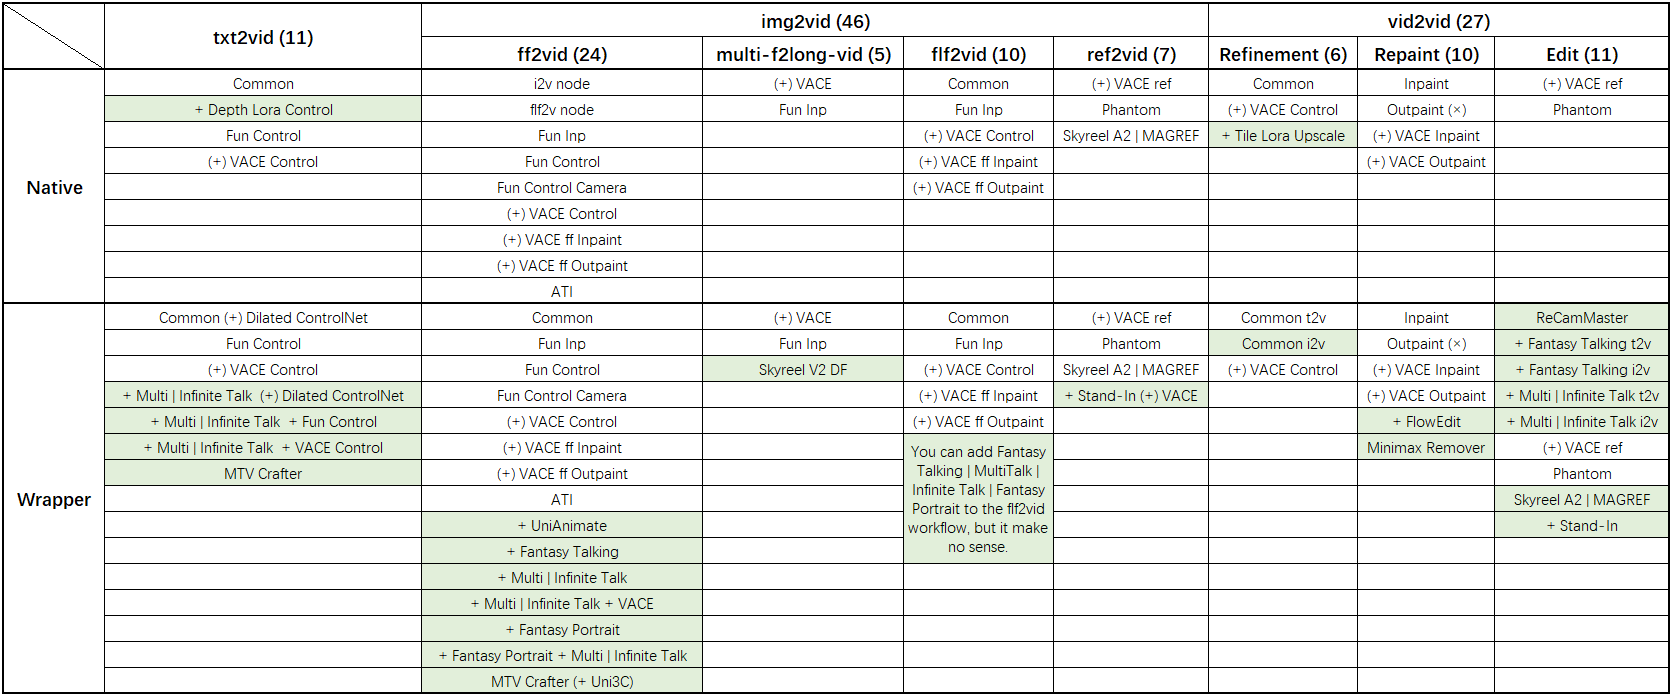 txt2vid (11)
img2vid (46)
vid2vid (27)
ff2vid (24)
multi-f2long-vid (5)
flf2vid (10)
ref2vid (7)
Refinement (6)
Repaint (10)
Edit (11)
Native
Common
i2v node
(+) VACE
Common
(+) VACE ref
Common
Inpaint
(+) VACE ref
+ Depth Lora Control
flf2v node
Fun Inp
Fun Inp
Phantom
(+) VACE Control
Outpaint (×)
Phantom
Fun Control
Fun Inp
(+) VACE Control
Skyreel A2 | MAGREF
+ Tile Lora Upscale
(+) VACE Inpaint
(+) VACE Control
Fun Control
(+) VACE ff Inpaint
(+) VACE Outpaint
Fun Control Camera
(+) VACE ff Outpaint
(+) VACE Control
(+) VACE ff Inpaint
(+) VACE ff Outpaint
ATI
Wrapper
Common (+) Dilated ControlNet
Common
(+) VACE
Common
(+) VACE ref
Common t2v
Inpaint
ReCamMaster
Fun Control
Fun Inp
Fun Inp
Fun Inp
Phantom
Common i2v
Outpaint (×)
+ Fantasy Talking t2v
(+) VACE Control
Fun Control
Skyreel V2 DF
(+) VACE Control
Skyreel A2 | MAGREF
(+) VACE Control
(+) VACE Inpaint
+ Fantasy Talking i2v
+ Multi | Infinite Talk (+) Dilated ControlNet
Fun Control Camera
(+) VACE ff Inpaint
+ Stand-In (+) VACE
(+) VACE Outpaint
+ Multi | Infinite Talk t2v
+ Multi | Infinite Talk + Fun Control
(+) VACE Control
(+) VACE ff Outpaint
+ FlowEdit
+ Multi | Infinite Talk i2v
+ Multi | Infinite Talk + VACE Control
(+) VACE ff Inpaint
You can add Fantasy
Talking | MultiTalk |
Infinite Talk | Fantasy
Portrait to the flf2vid
workflow, but it make
no sense.
Minimax Remover
(+) VACE ref
MTV Crafter
(+) VACE ff Outpaint
Phantom
ATI
Skyreel A2 | MAGREF
+ UniAnimate
+ Stand-In
+ Fantasy Talking
+ Multi | Infinite Talk
+ Multi | Infinite Talk + VACE
+ Fantasy Portrait
+ Fantasy Portrait + Multi | Infinite Talk
MTV Crafter (+ Uni3C)